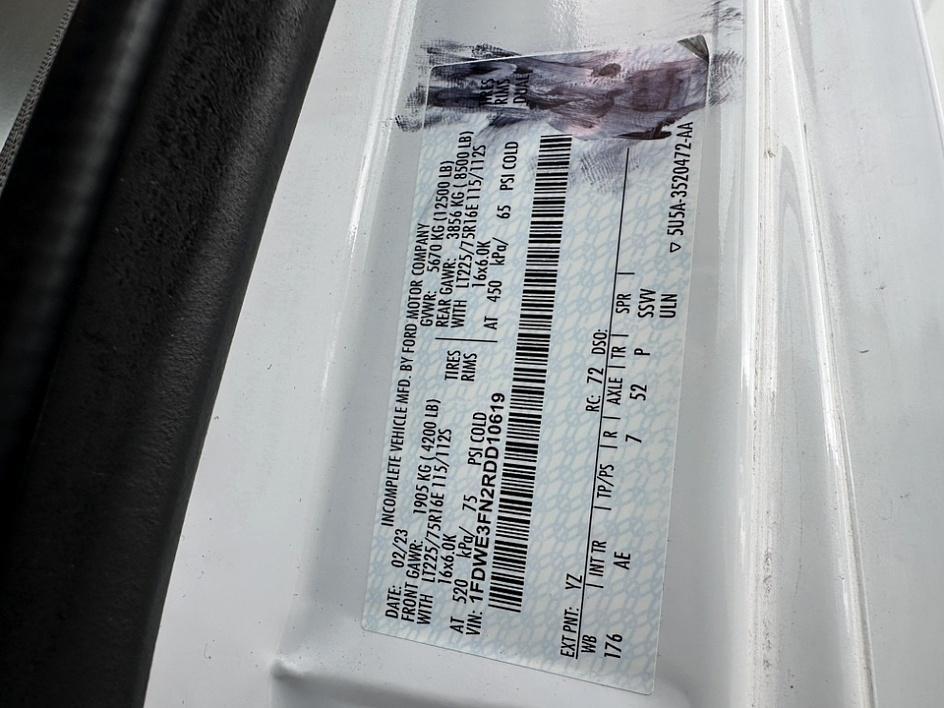 INCOMPLETE VEHICLE MFD. BY FORD MOTOR COMPANY
DATE: 02/23 GVWR: 5670 KG (12500 LB)
FRONT GAWR: 1905 KG ( 4200 LB) REAR GAWR: 3856 KG ( 8500 LB)
WITH LT225/75R16E 115/112S TIRES WITH LT225/75R16E 115/112S TIRES
16x6.0K RIMS 16x6.0K RIMS
AT 520 kPa/ 75 PSI COLD AT 450 kPa/ 65 PSI COLD DUAL
VIN: 1FDWE3FN2RDD10619
EXT PNT: YZ RC: 72 DSO:
WB INT TR TP/PS R AXLE TR SPR
176 AE 7 52 P SSVV
ULN
▽ 5U5A-3520472-AA